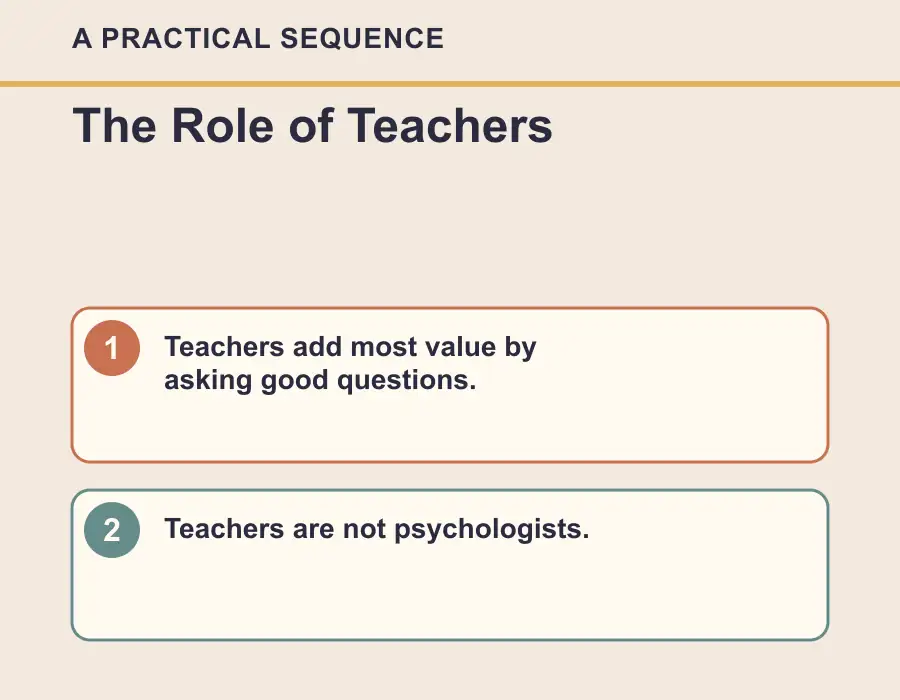 A PRACTICAL SEQUENCE
The Role of Teachers
1
Teachers add most value by
asking good questions.
2
Teachers are not psychologists.